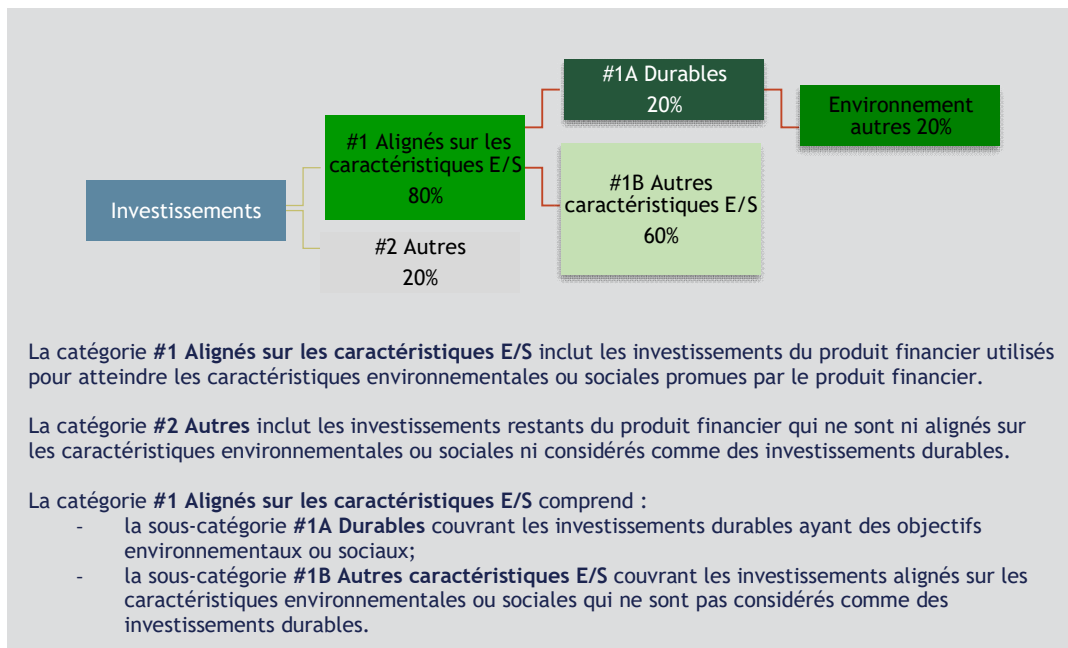 Investissements
#1 Alignés sur les
caractéristiques E/S
80%
#2 Autres
20%
#1A Durables
20%
#1B Autres
caractéristiques E/S
60%
Environnement
autres 20%
La catégorie #1 Alignés sur les caractéristiques E/S inclut les investissements du produit financier utilisés
pour atteindre les caractéristiques environnementales ou sociales promues par le produit financier.
La catégorie #2 Autres inclut les investissements restants du produit financier qui ne sont ni alignés sur
les caractéristiques environnementales ou sociales ni considérés comme des investissements durables.
La catégorie #1 Alignés sur les caractéristiques E/S comprend :
- la sous-catégorie #1A Durables couvrant les investissements durables ayant des objectifs
environnementaux ou sociaux;
- la sous-catégorie #1B Autres caractéristiques E/S couvrant les investissements alignés sur les
caractéristiques environnementales ou sociales qui ne sont pas considérés comme des
investissements durables.